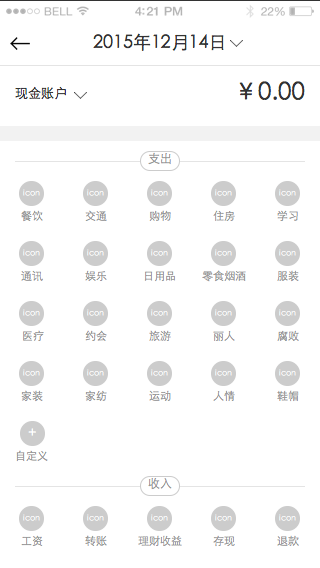 BELL 4:21 PM 22%
2015年12月14日
现金账户 ¥0.00
支出
icon icon icon icon icon
餐饮 交通 购物 住房 学习
icon icon icon icon icon
通讯 娱乐 日用品 零食烟酒 服装
icon icon icon icon icon
医疗 约会 旅游 丽人 腐败
icon icon icon icon icon
家装 家纺 运动 人情 鞋帽
+
自定义
收入
icon icon icon icon icon
工资 转账 理财收益 存现 退款